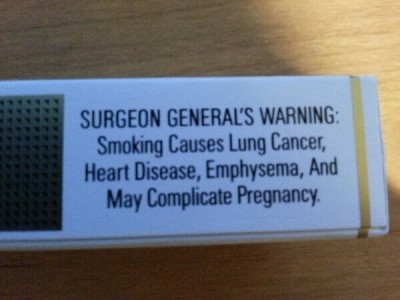 SURGEON GENERAL'S WARNING:
Smoking Causes Lung Cancer,
Heart Disease, Emphysema, And
May Complicate Pregnancy.